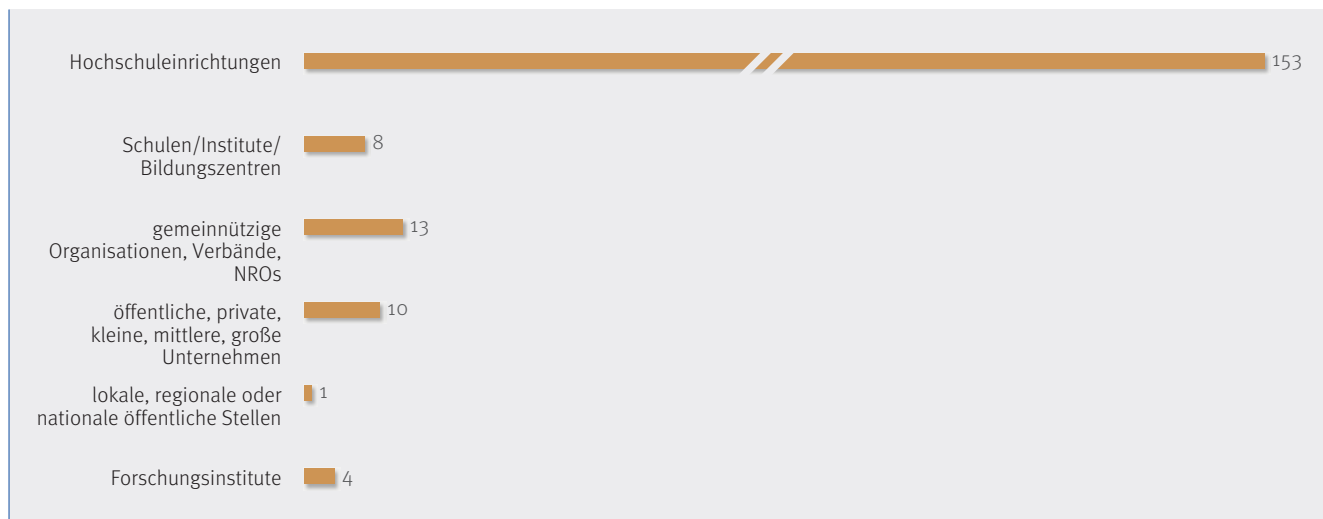 Hochschuleinrichtungen
153
Schulen/Institute/
Bildungszentren
8
gemeinnützige
Organisationen, Verbände,
NROs
13
öffentliche, private,
kleine, mittlere, große
Unternehmen
10
lokale, regionale oder
nationale öffentliche Stellen
1
Forschungsinstitute
4